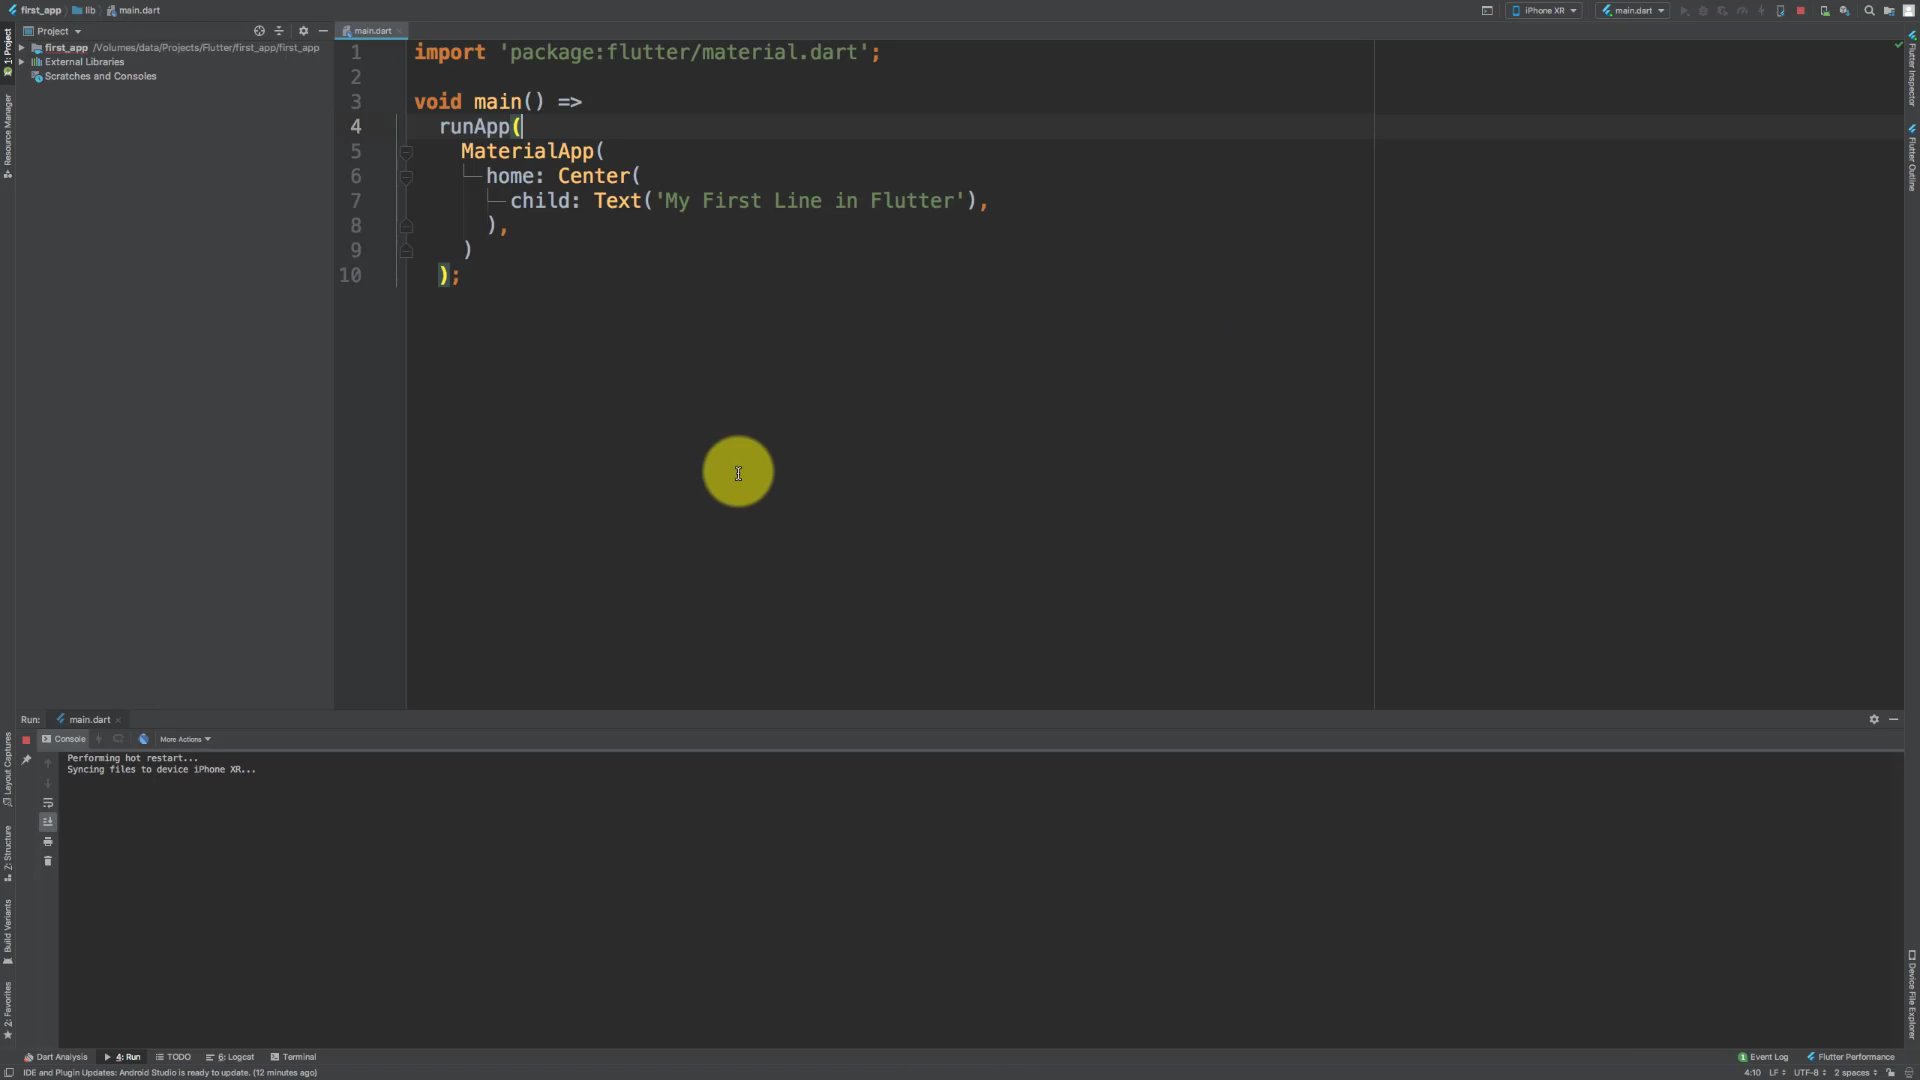 first_app
lib
main.dart
iPhone XR
main.dart
1: Project
Resource Manager
Project
first_app /Volumes/data/Projects/Flutter/first_app/first_app
External Libraries
Scratches and Consoles
main.dart
1 import 'package:flutter/material.dart';
2
3 void main() =>
4 runApp(
5 MaterialApp(
6 home: Center(
7 child: Text('My First Line in Flutter'),
8 ),
9 )
10 );
Flutter Inspector
Flutter Outline
Run:
main.dart
Console
More Actions
Performing hot restart...
Syncing files to device iPhone XR...
Layout Captures
2: Structure
Build Variants
2: Favorites
Device File Explorer
Dart Analysis
4: Run
TODO
6: Logcat
Terminal
1 Event Log
Flutter Performance
IDE and Plugin Updates: Android Studio is ready to update. (12 minutes ago)
4:10 LF UTF-8 2 spaces